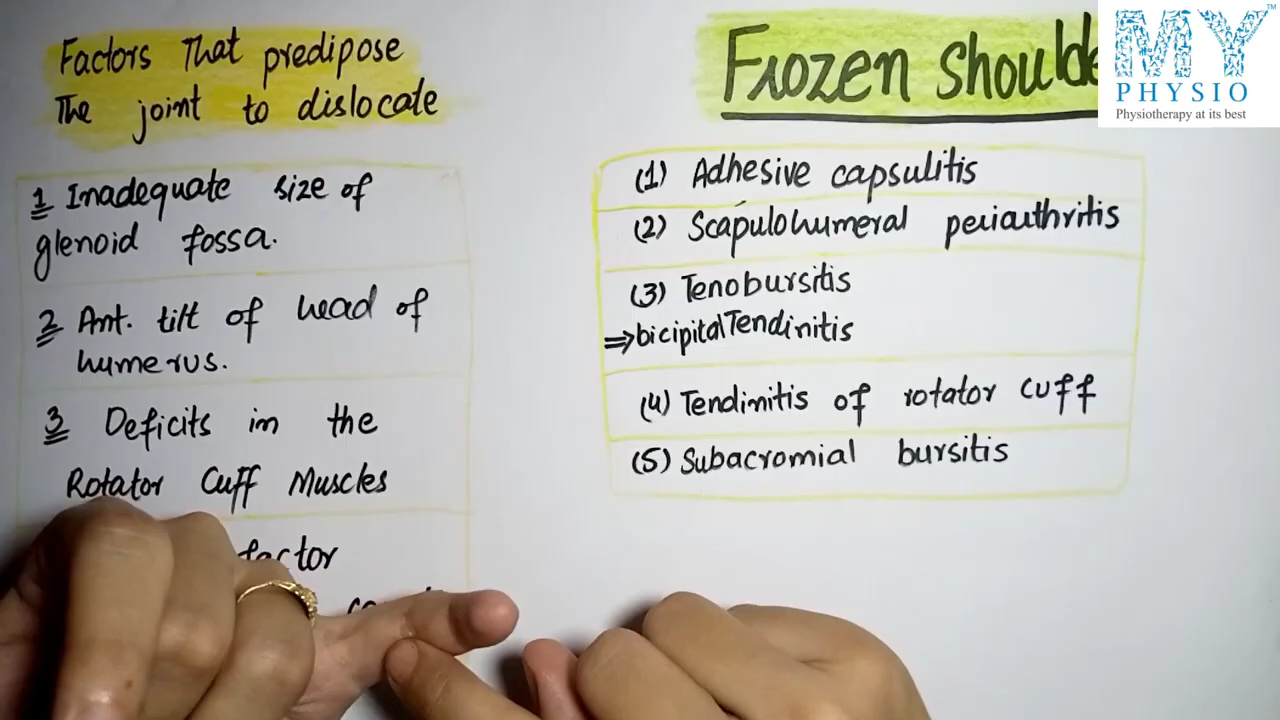 Factors That predipose
The joint to dislocate
1 Inadequate size of
glenoid fossa.
2 Ant. tilt of head of
humerus.
3 Deficits in the
Rotator Cuff Muscles
factor
Frozen Shoulde
(1) Adhesive capsulitis
(2) Scapulohumeral periarthritis
(3) Tenobursitis
⇒bicipital Tendinitis
(4) Tendinitis of rotator cuff
(5) Subacromial bursitis
MY™
PHYSIO
Physiotherapy at its best